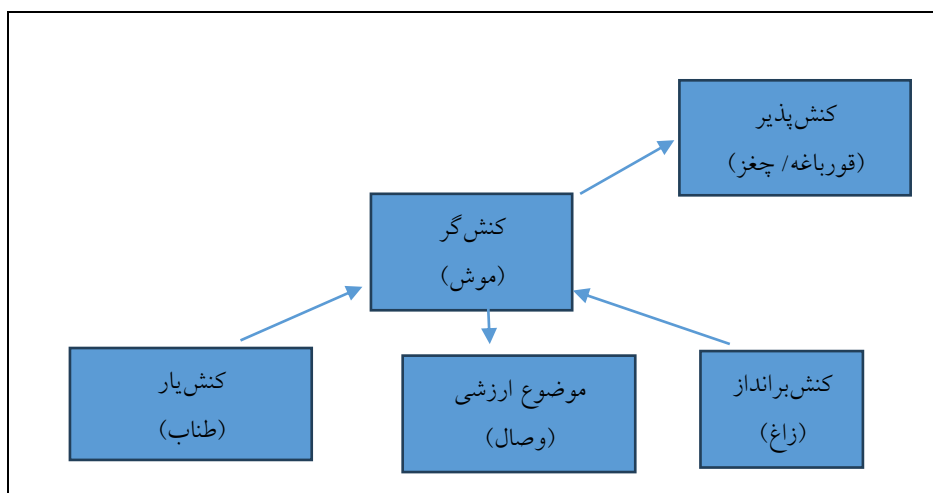 کنش‌پذیر
(قورباغه/ چغز)
کنش‌گر
(موش)
کنش‌برانداز
(زاغ)
موضوع ارزشی
(وصال)
کنش‌یار
(طناب)